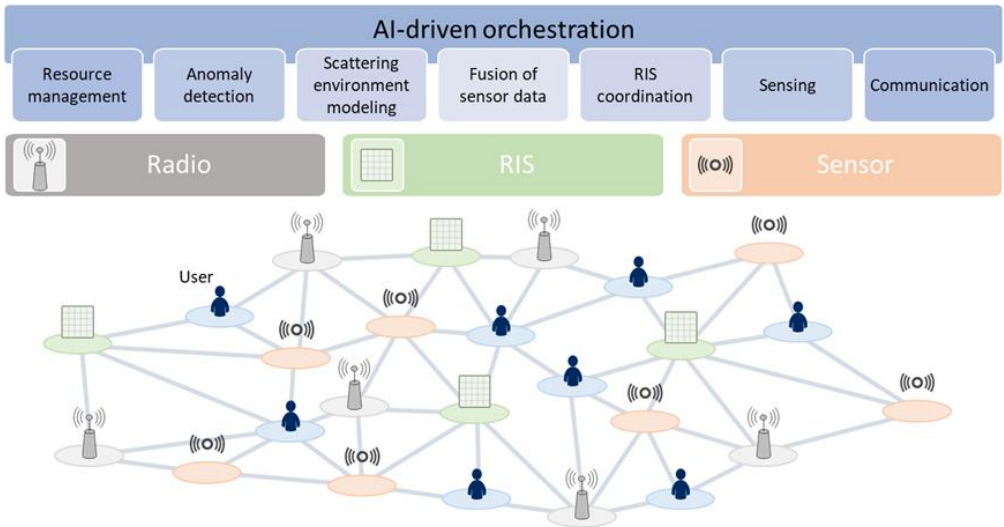 AI-driven orchestration
Resource
management
Anomaly
detection
Scattering
environment
modeling
Fusion of
sensor data
RIS
coordination
Sensing
Communication
Radio
RIS
Sensor
User